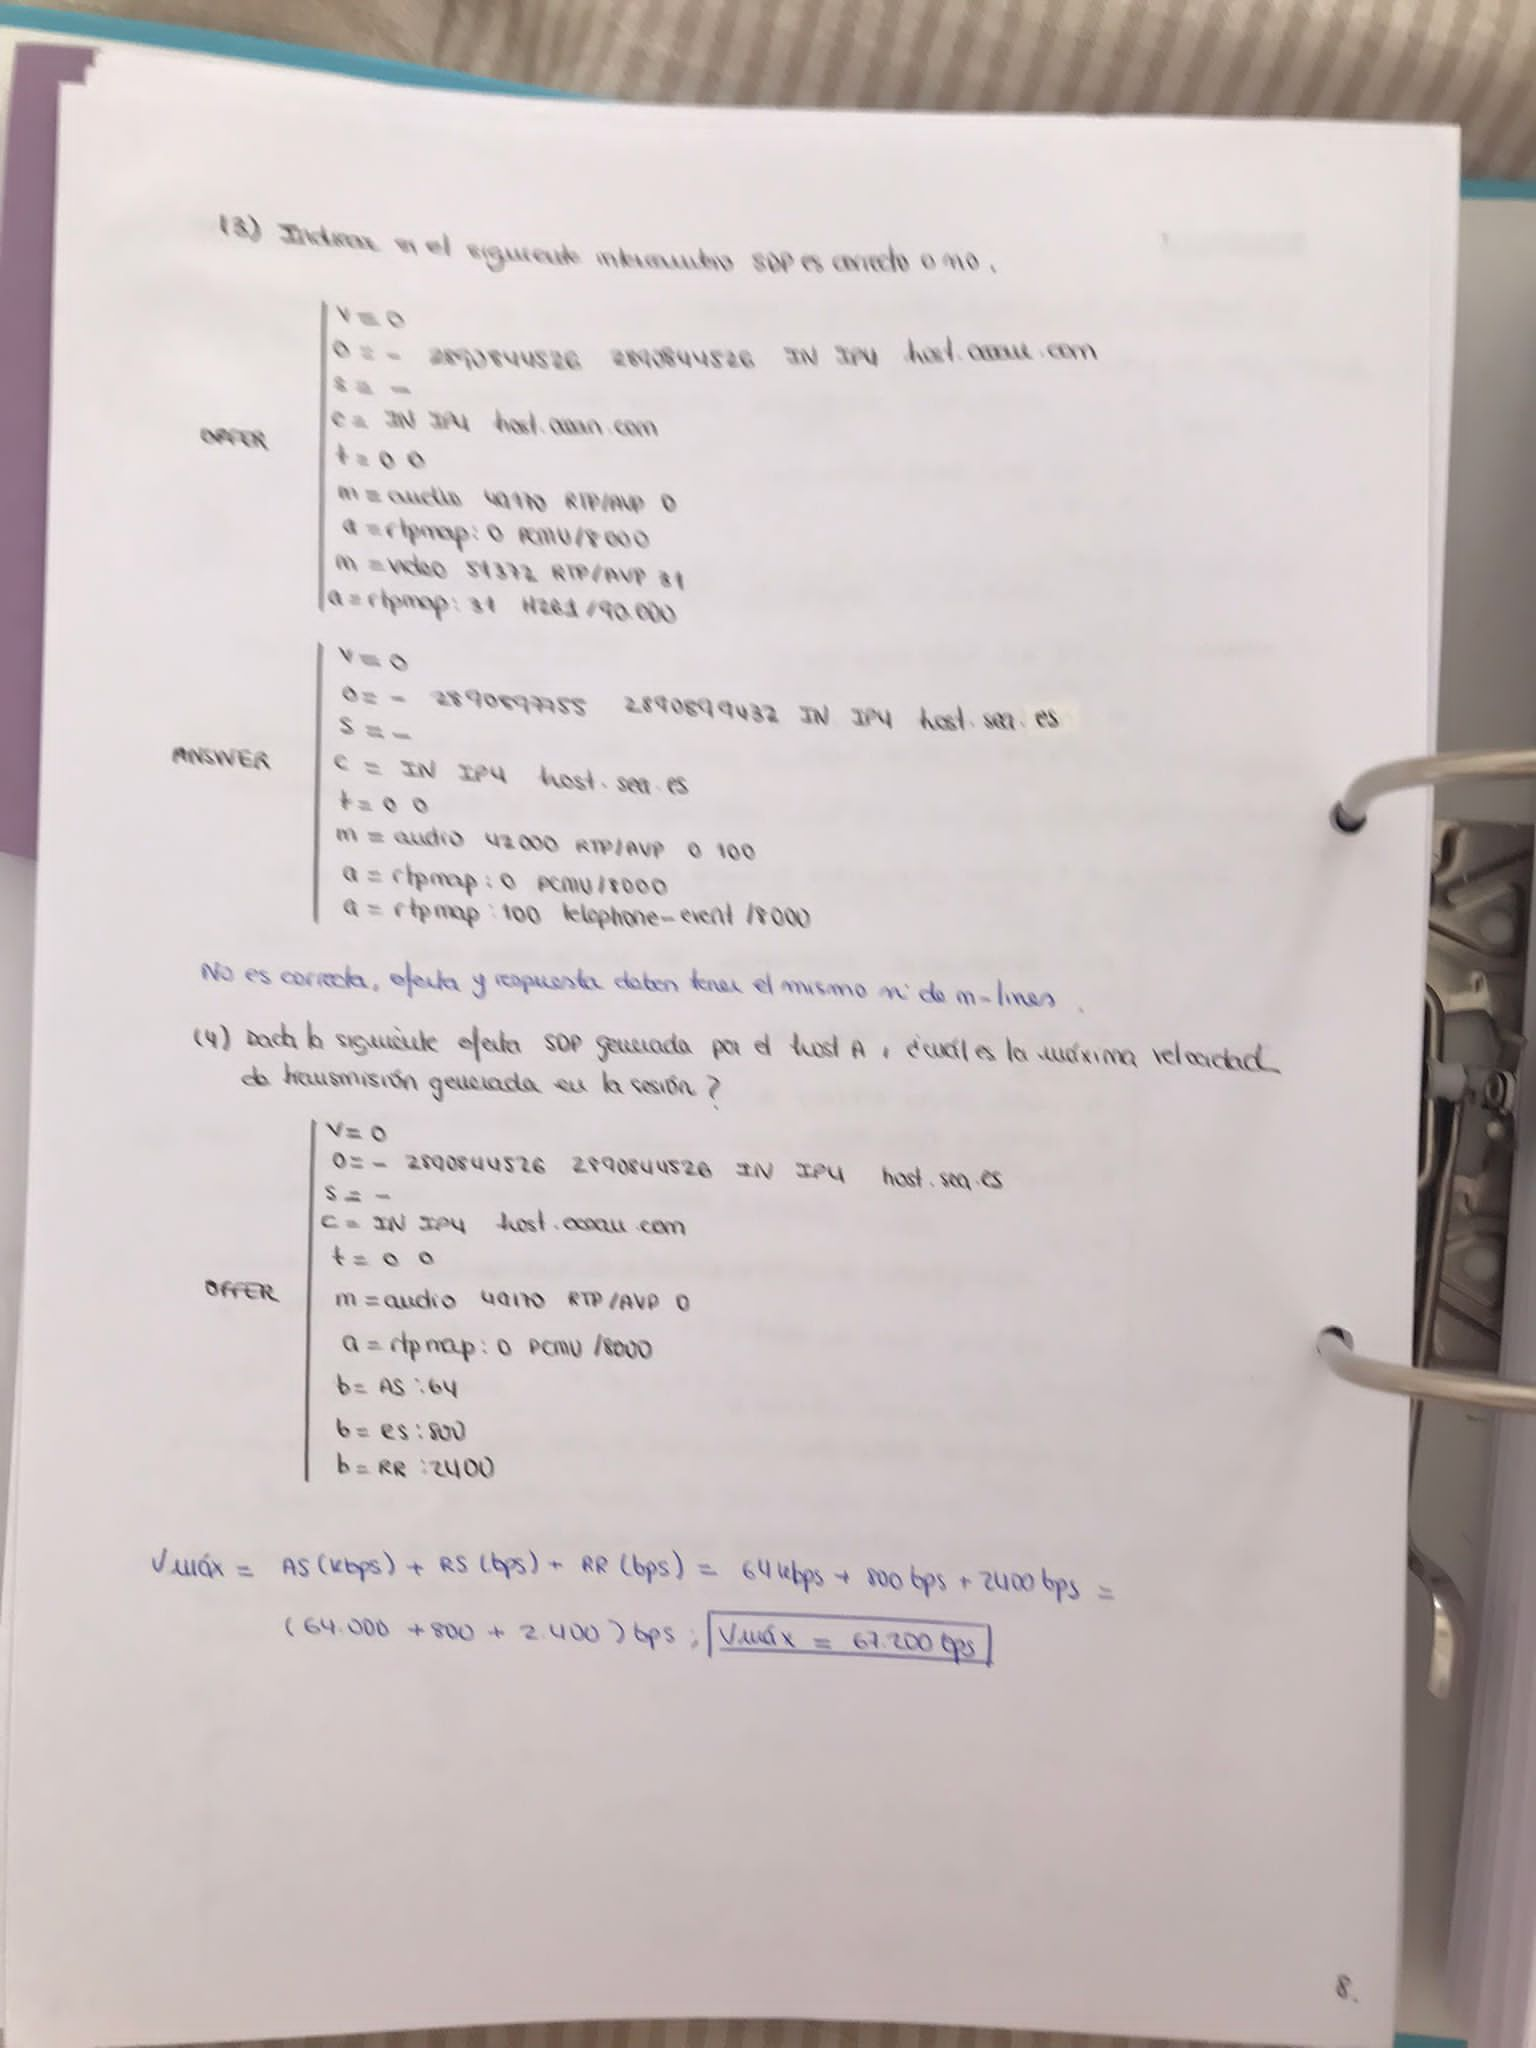 (3) Indicar si el siguiente intercambio SDP es correcto o no.
v=0
o=- 2890844526 2890844526 IN IP4 host.
s= -
OFFER
c= IN IP4 host. .com
t=0 0
m=audio 49170 RTP/AVP 0
a=rtpmap:0 PCMU/8000
m=video 51372 RTP/AVP 31
a=rtpmap: 31 H261/90.000
v=0
o=- IN IP4 host.sea.es
s=-
ANSWER
c= IN IP4 host.sea.es
t=0 0
m=audio 42000 RTP/AVP 0 100
a=rtpmap:0 PCMU/8000
a=rtpmap:100 telephone-event/8000
No es correcta, oferta y respuesta deben tener el mismo nº de m-lines.
(4) Dada la siguiente oferta SDP generada por el host A, ¿cuál es la máxima velocidad
de transmisión generada en la sesión?
v=0
o=- 2890844526 2890844526 IN IP4 host.sea.es
s=-
c= IN IP4 host. .com
t=0 0
OFFER
m=audio 49170 RTP/AVP 0
a=rtpmap:0 PCMU/8000
b= AS:64
b= es:800
b= RR:2400
Vmáx = AS (kbps) + RS (bps) + RR (bps) = 64 kbps + 800 bps + 2400 bps =
(64.000 + 800 + 2.400) bps; Vmáx = 67.200 bps
8.